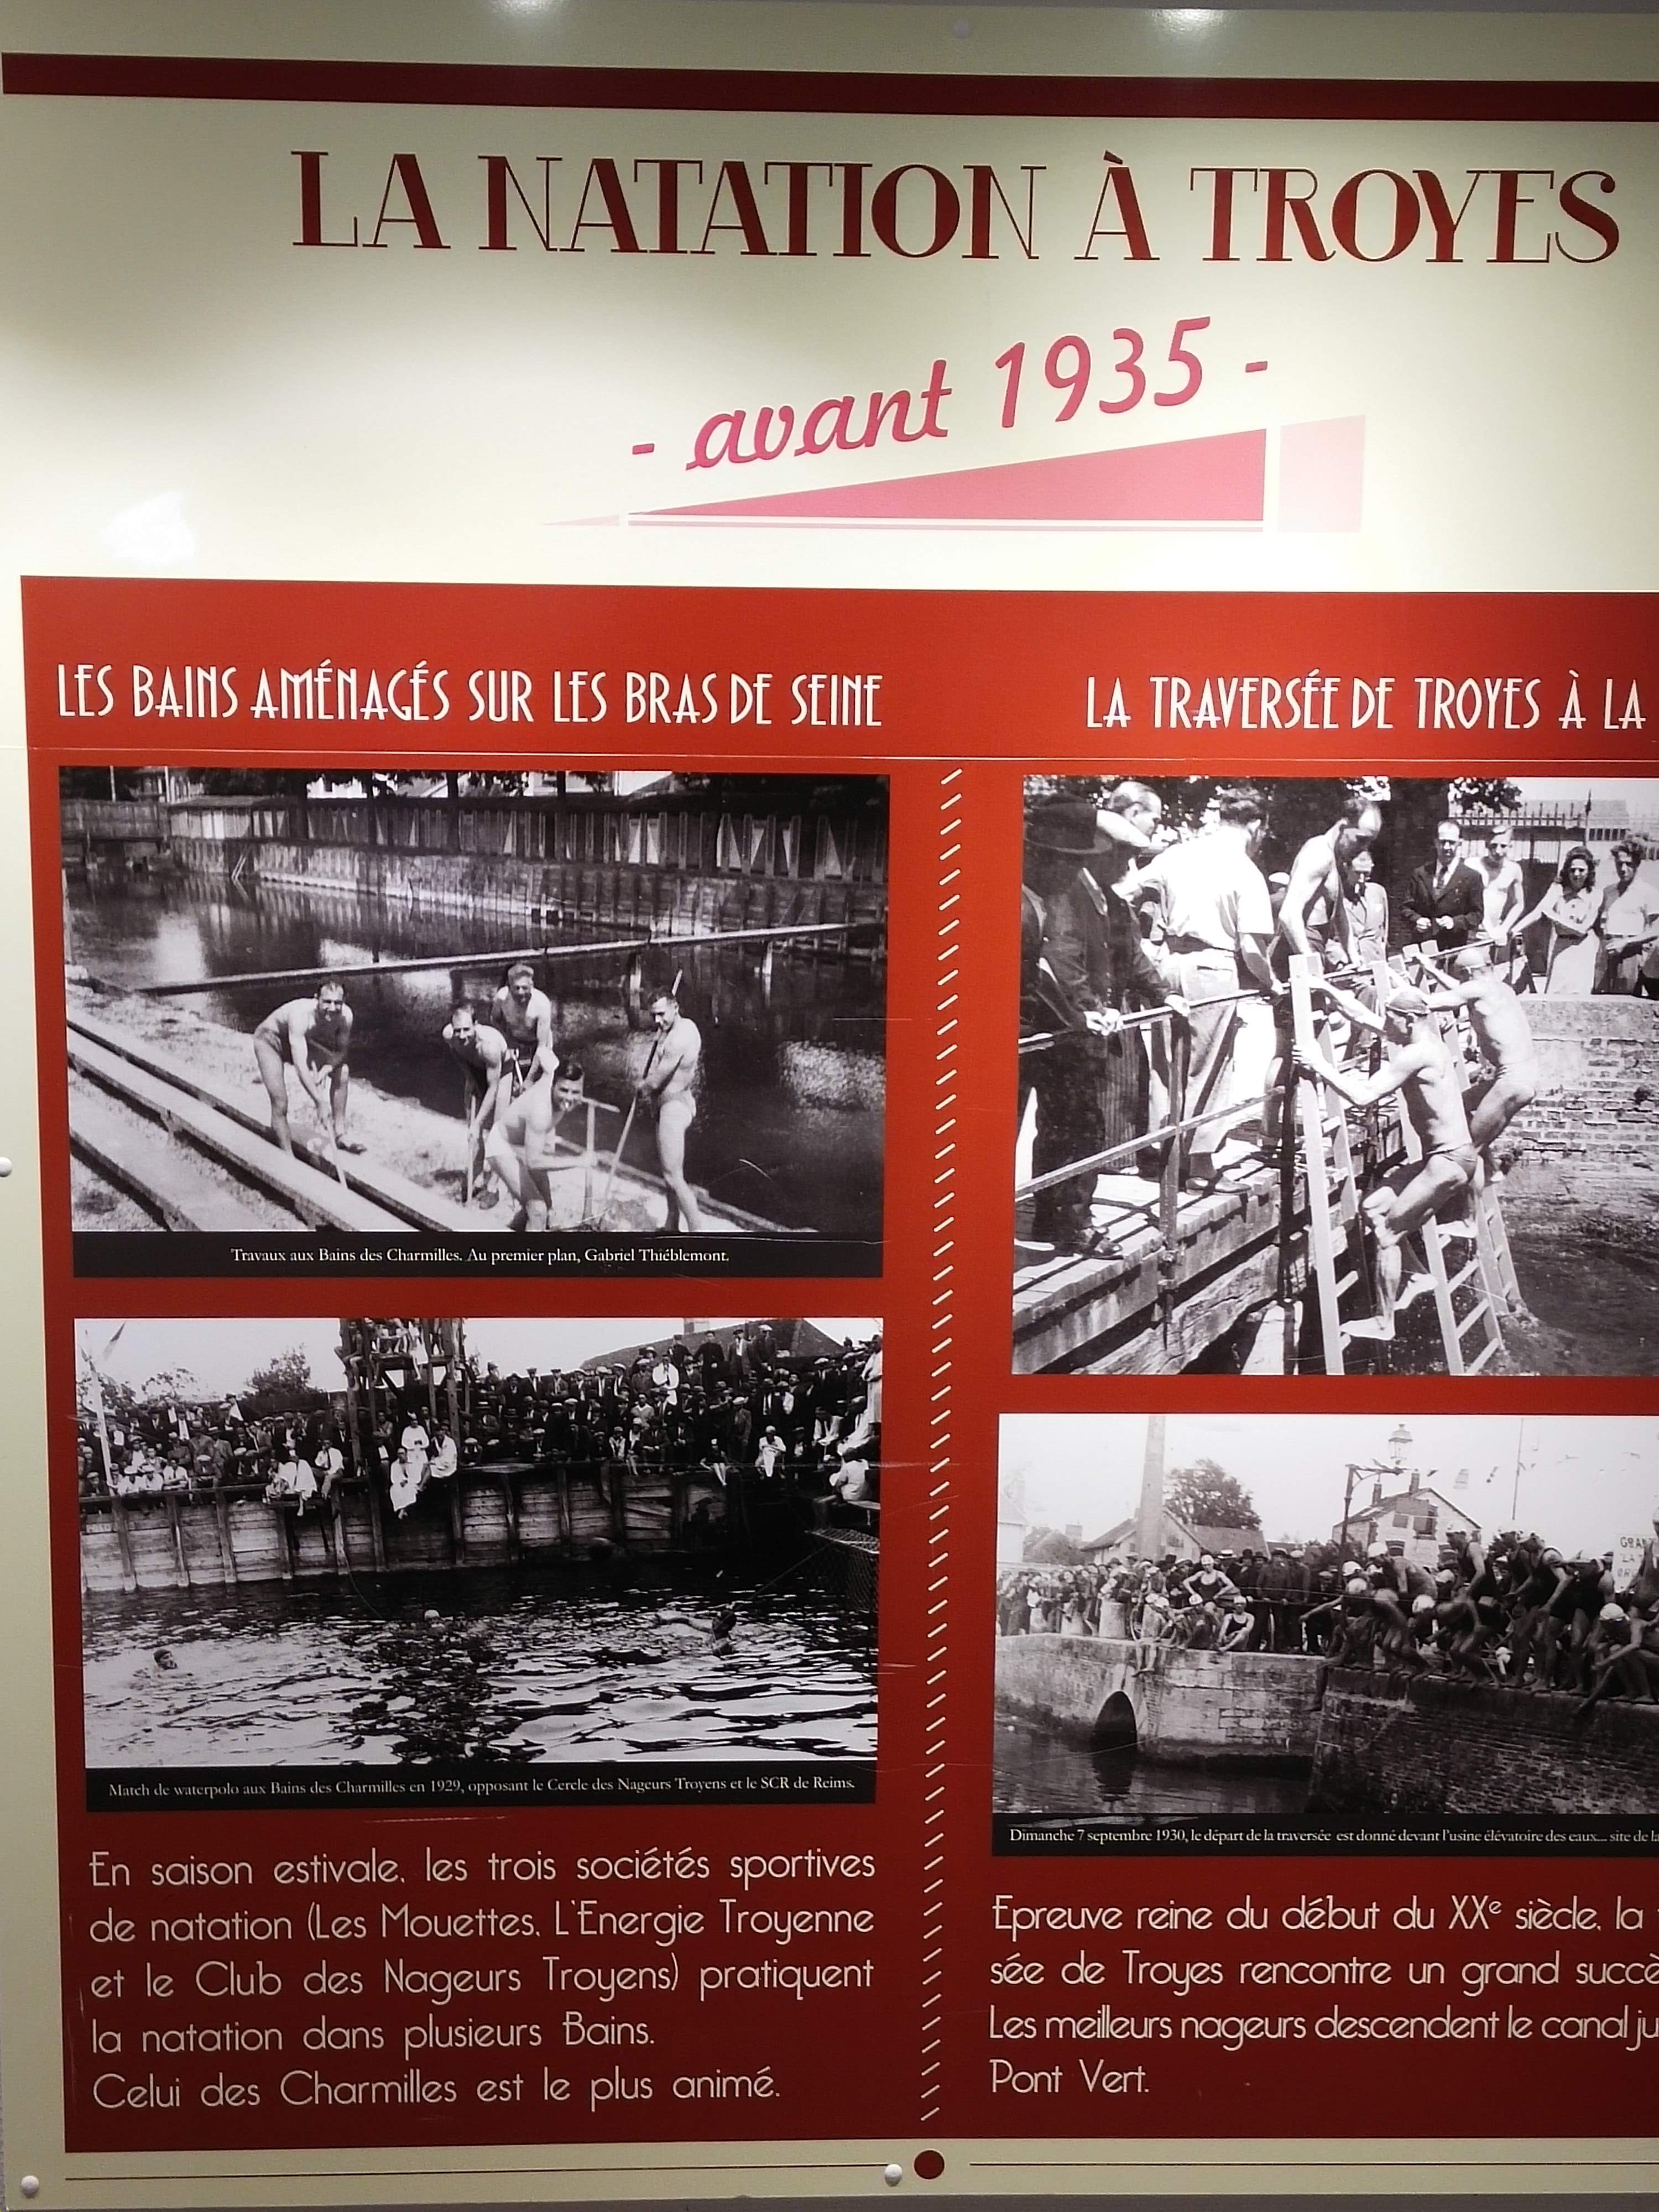 LA NATATION À TROYES
- avant 1935 -
LES BAINS AMÉNAGÉS SUR LES BRAS DE SEINE
Travaux aux Bains des Charmilles. Au premier plan, Gabriel Thiéblemont.
Match de waterpolo aux Bains des Charmilles en 1929, opposant le Cercle des Nageurs Troyens et le SCR de Reims.
En saison estivale, les trois sociétés sportives
de natation (Les Mouettes, L'Energie Troyenne
et le Club des Nageurs Troyens) pratiquent
la natation dans plusieurs Bains.
Celui des Charmilles est le plus animé.
LA TRAVERSÉE DE TROYES À LA
Dimanche 7 septembre 1930, le départ de la traversée est donné devant l'usine élévatoire des eaux... site de
Epreuve reine du début du XXe siècle, la
sée de Troyes rencontre un grand
Les meilleurs nageurs descendent le canal
Pont Vert.